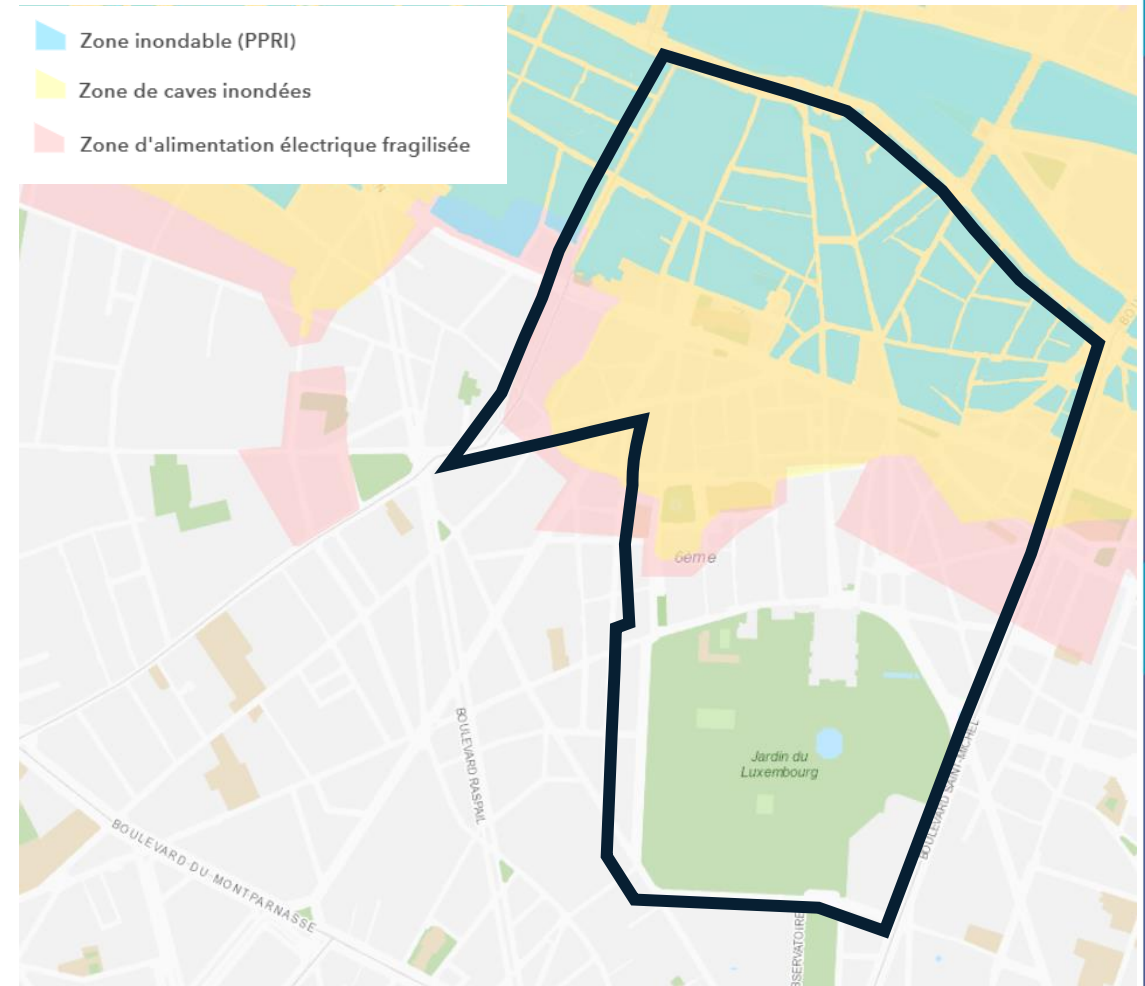 Zone inondable (PPRI)
Zone de caves inondées
Zone d'alimentation électrique fragilisée
6ème
Jardin du
Luxembourg
BOULEVARD RASPAIL
BOULEVARD SAINT-MICHEL
BOULEVARD-DU-MONTPARNASSE
BSERVATOIRE